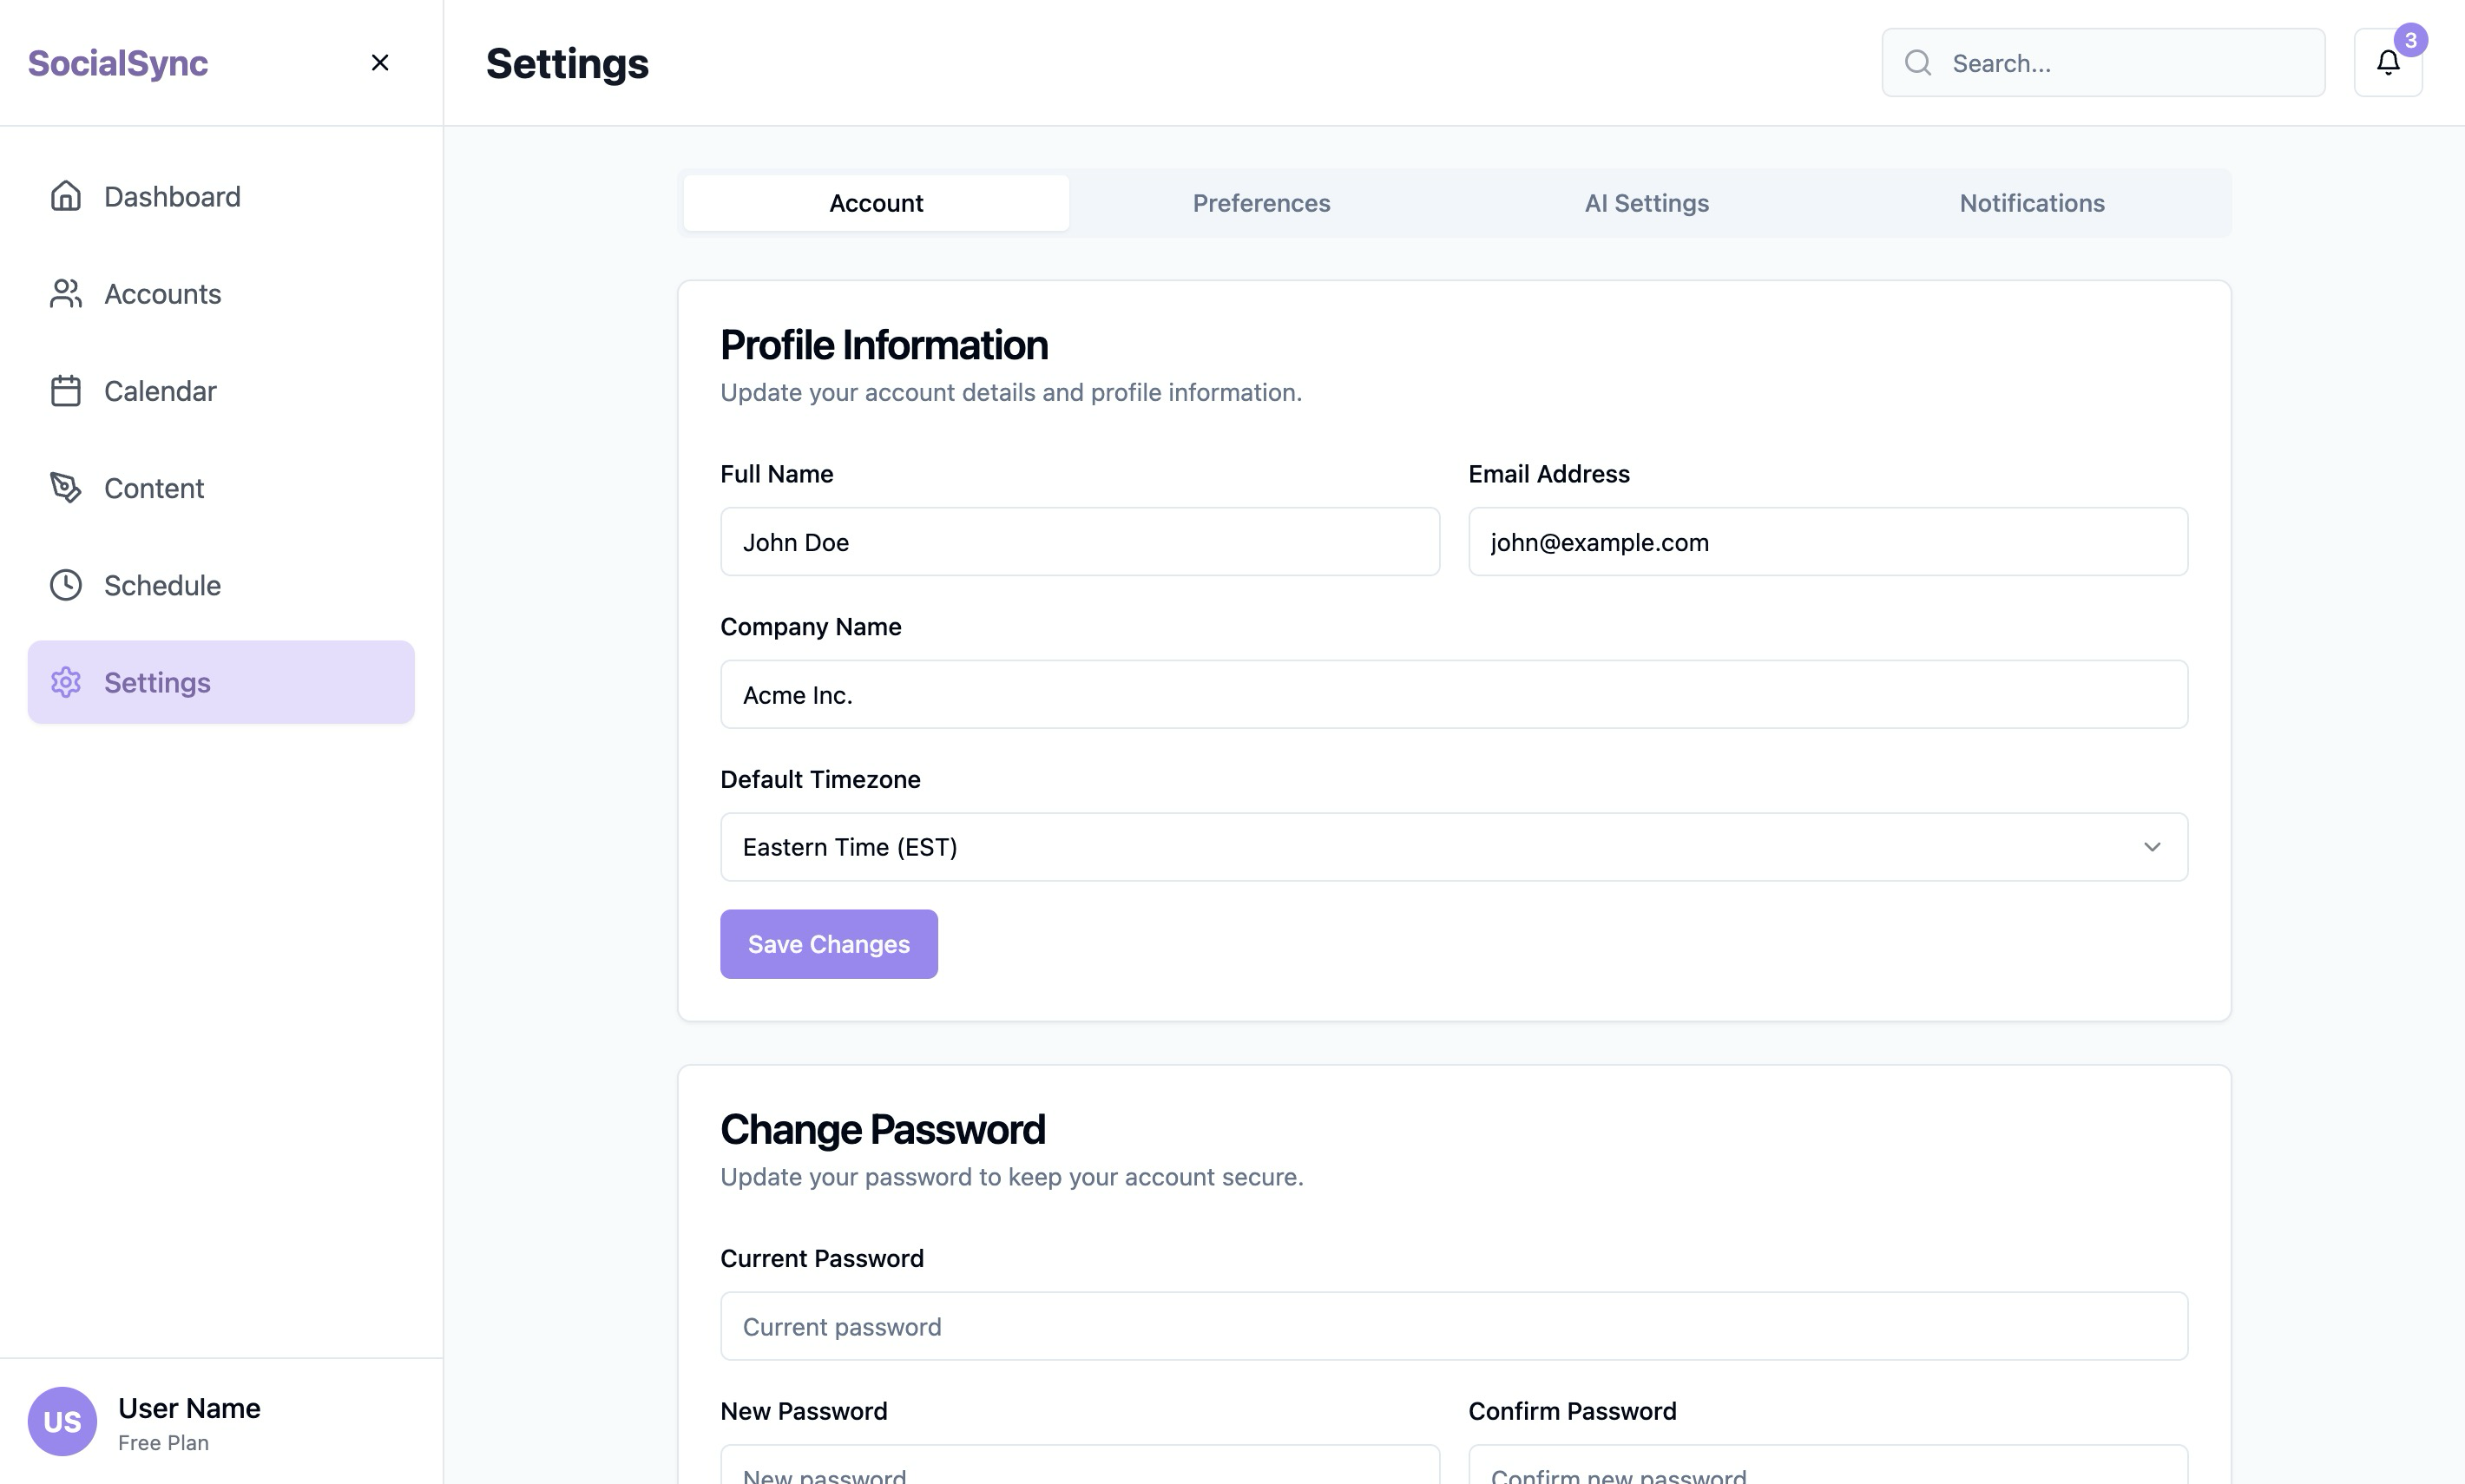 SocialSync
Settings
Search...
3
Dashboard
Accounts
Calendar
Content
Schedule
Settings
User Name
Free Plan
US
Account
Preferences
AI Settings
Notifications
Profile Information
Update your account details and profile information.
Full Name
Email Address
John Doe
john@example.com
Company Name
Acme Inc.
Default Timezone
Eastern Time (EST)
Save Changes
Change Password
Update your password to keep your account secure.
Current Password
Current password
New Password
Confirm Password
New password
Confirm new password